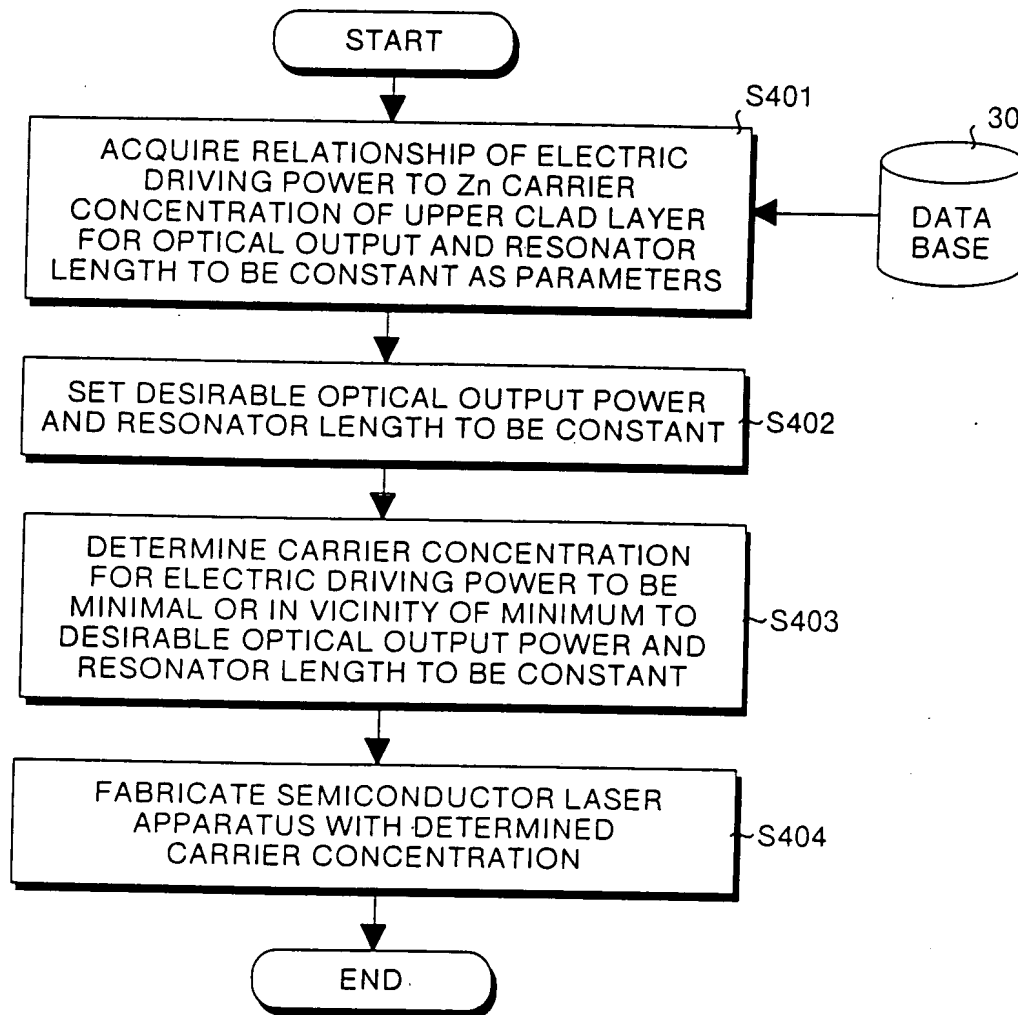 START
S401
30
ACQUIRE RELATIONSHIP OF ELECTRIC
DRIVING POWER TO Zn CARRIER
CONCENTRATION OF UPPER CLAD LAYER
FOR OPTICAL OUTPUT AND RESONATOR
LENGTH TO BE CONSTANT AS PARAMETERS
DATA
BASE
SET DESIRABLE OPTICAL OUTPUT POWER
AND RESONATOR LENGTH TO BE CONSTANT
S402
DETERMINE CARRIER CONCENTRATION
FOR ELECTRIC DRIVING POWER TO BE
MINIMAL OR IN VICINITY OF MINIMUM TO
DESIRABLE OPTICAL OUTPUT POWER AND
RESONATOR LENGTH TO BE CONSTANT
S403
FABRICATE SEMICONDUCTOR LASER
APPARATUS WITH DETERMINED
CARRIER CONCENTRATION
S404
END